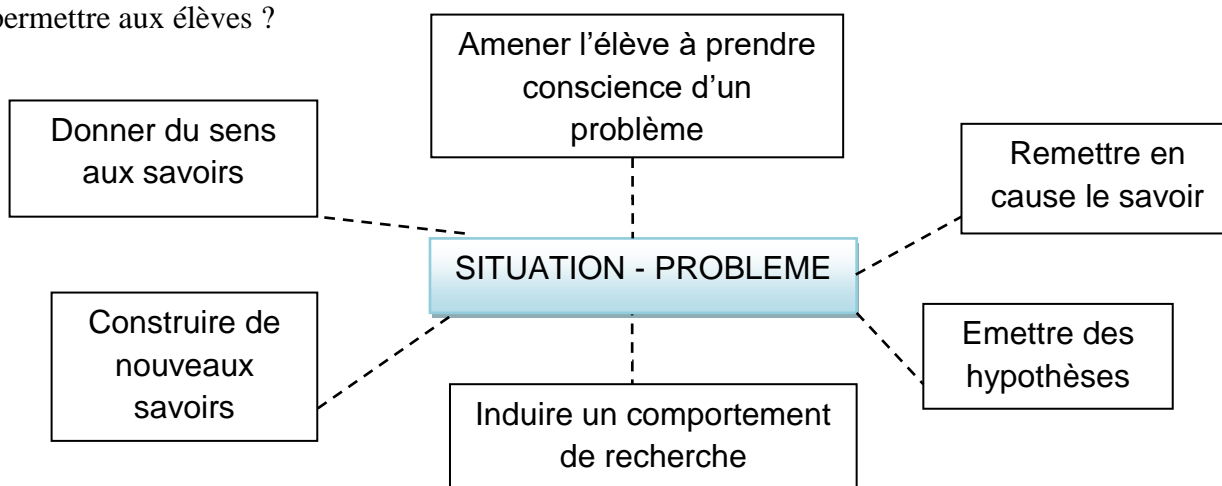 permettre aux élèves ?
Amener l'élève à prendre
conscience d'un
problème
Donner du sens
aux savoirs
Remettre en
cause le savoir
SITUATION - PROBLEME
Construire de
nouveaux
savoirs
Emettre des
hypothèses
Induire un comportement
de recherche